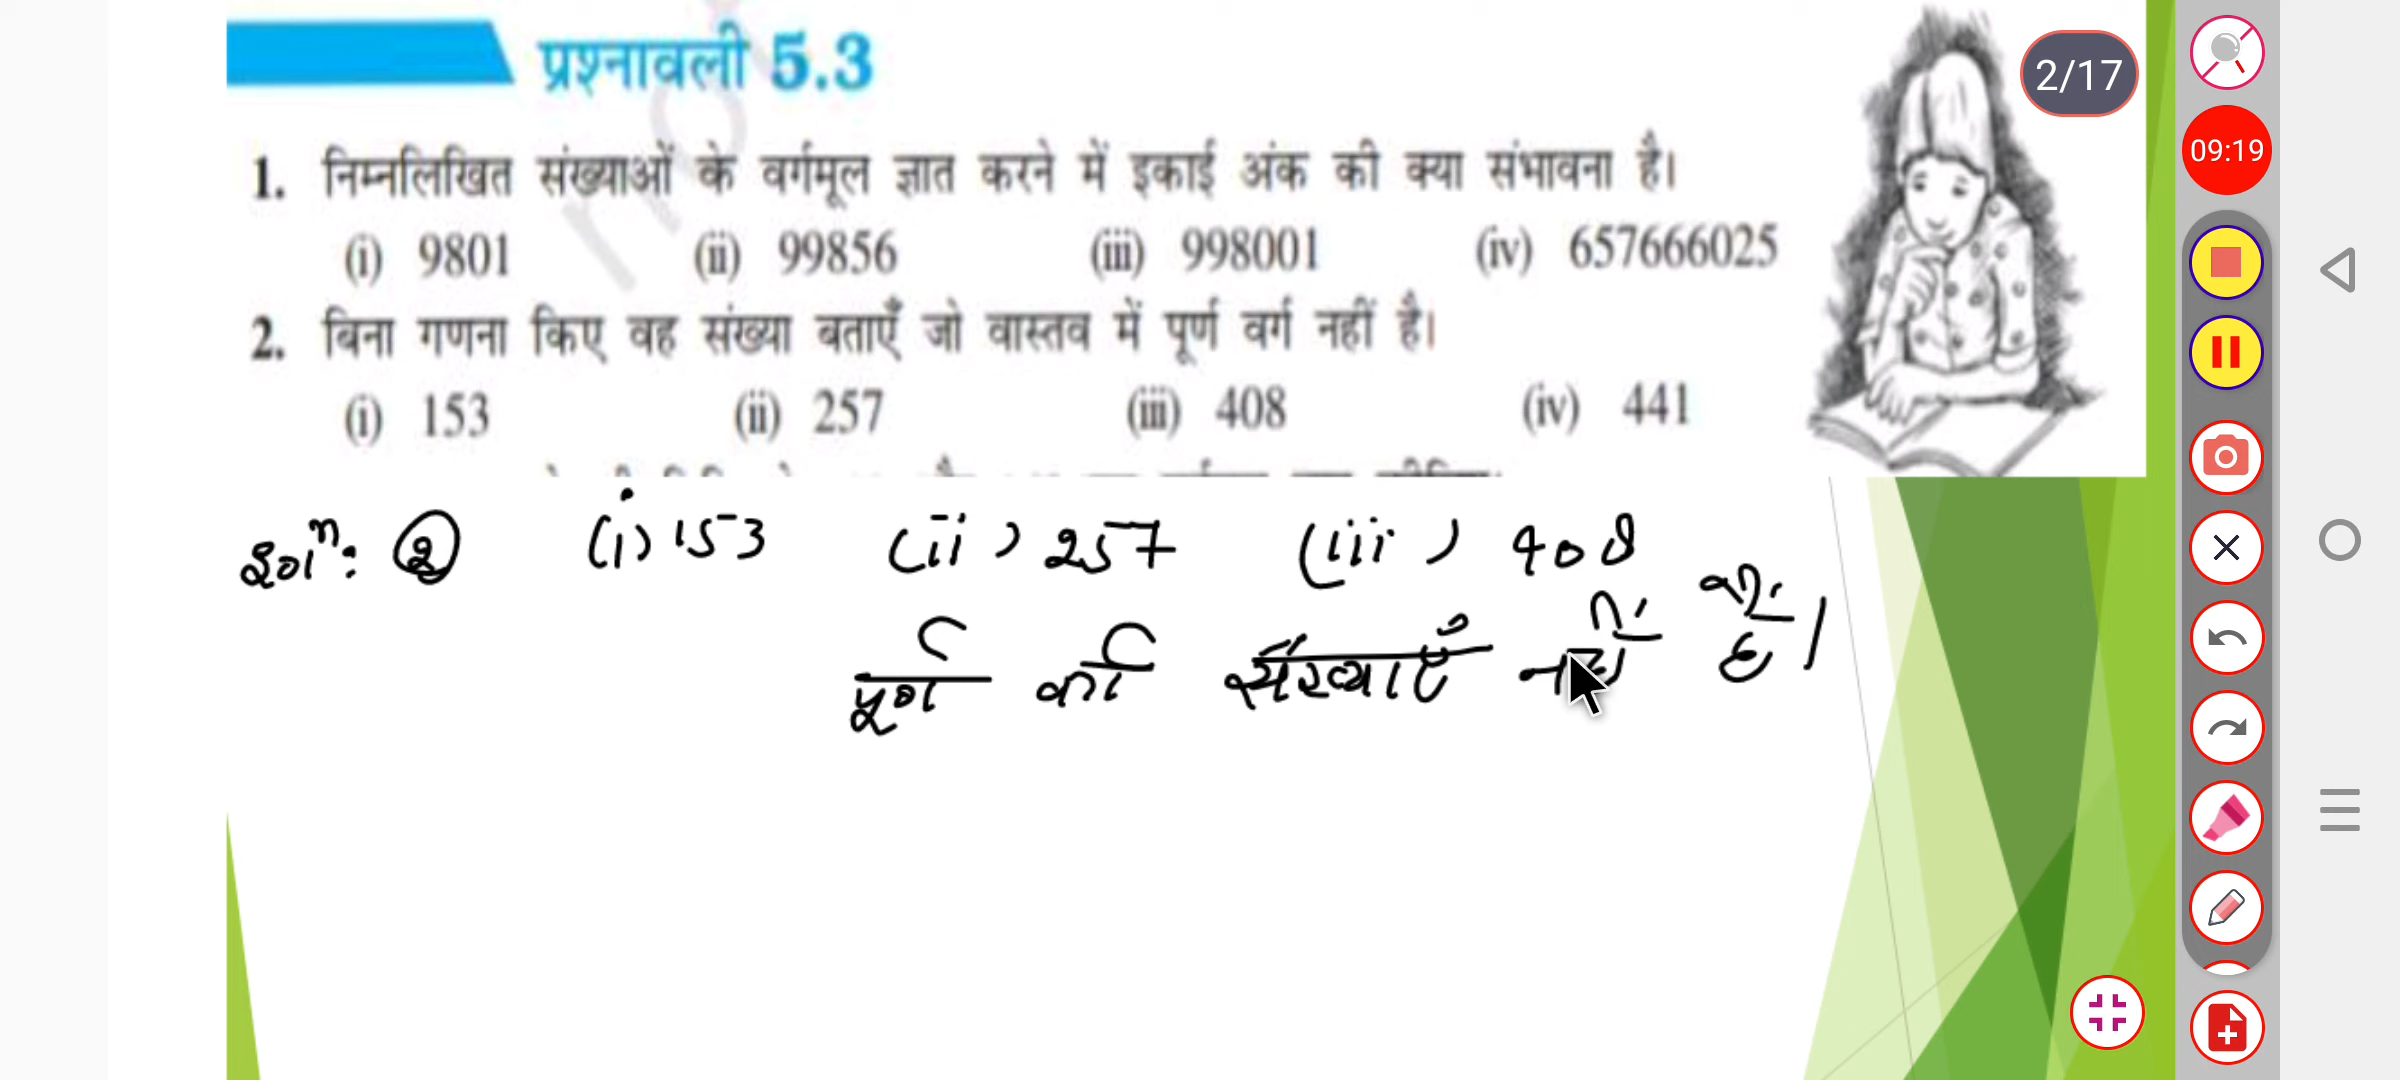 प्रश्नावली 5.3
2/17
09:19
1. निम्नलिखित संख्याओं के वर्गमूल ज्ञात करने में इकाई अंक की क्या संभावना है।
(i) 9801 (ii) 99856 (iii) 998001 (iv) 657666025
2. बिना गणना किए वह संख्या बताएँ जो वास्तव में पूर्ण वर्ग नहीं है।
(i) 153 (ii) 257 (iii) 408 (iv) 441
Solⁿ: ② (i) 153 (ii) 257 (iii) 408
पूर्ण वर्ग संख्याएँ नहीं हैं।